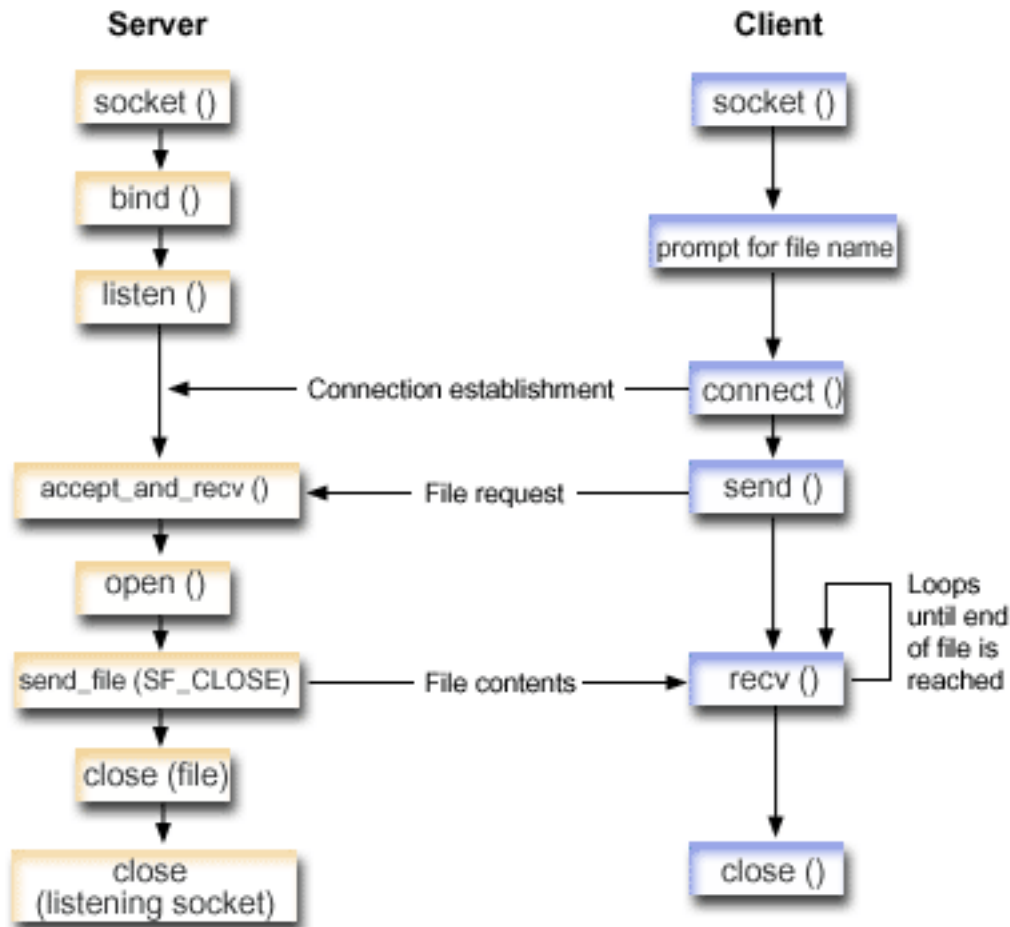 Server
Client
socket ()
socket ()
bind ()
prompt for file name
listen ()
Connection establishment
connect ()
accept_and_recv ()
File request
send ()
open ()
Loops
until end
of file is
reached
send_file (SF_CLOSE)
File contents
recv ()
close (file)
close
(listening socket)
close ()